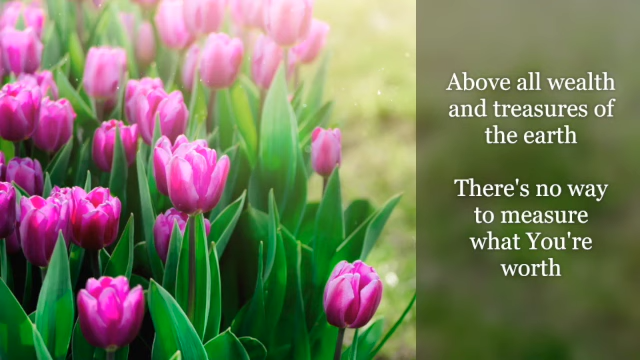 Above all wealth
and treasures of
the earth
There's no way
to measure
what You're
worth